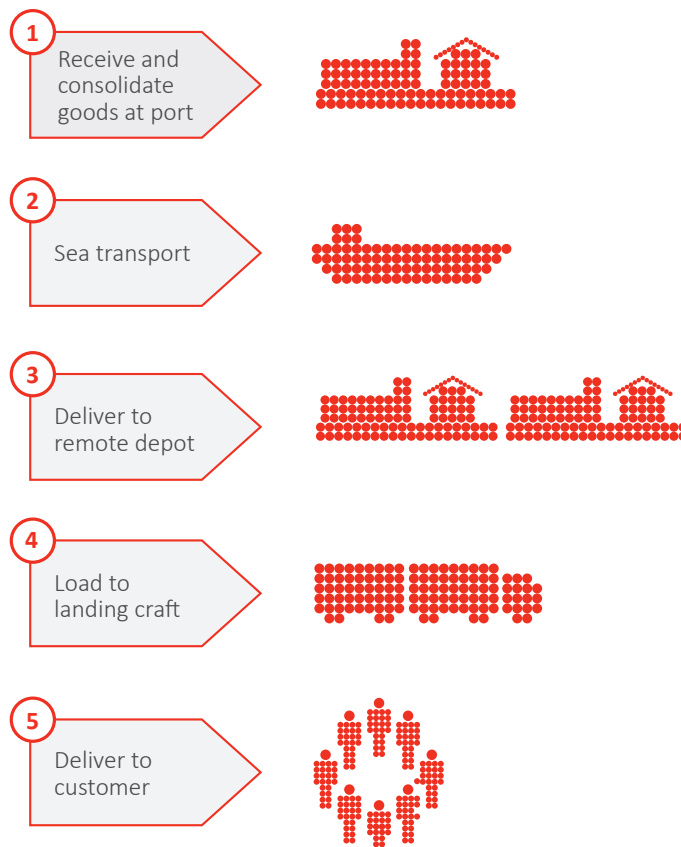 1
Receive and
consolidate
goods at port
2
Sea transport
3
Deliver to
remote depot
4
Load to
landing craft
5
Deliver to
customer